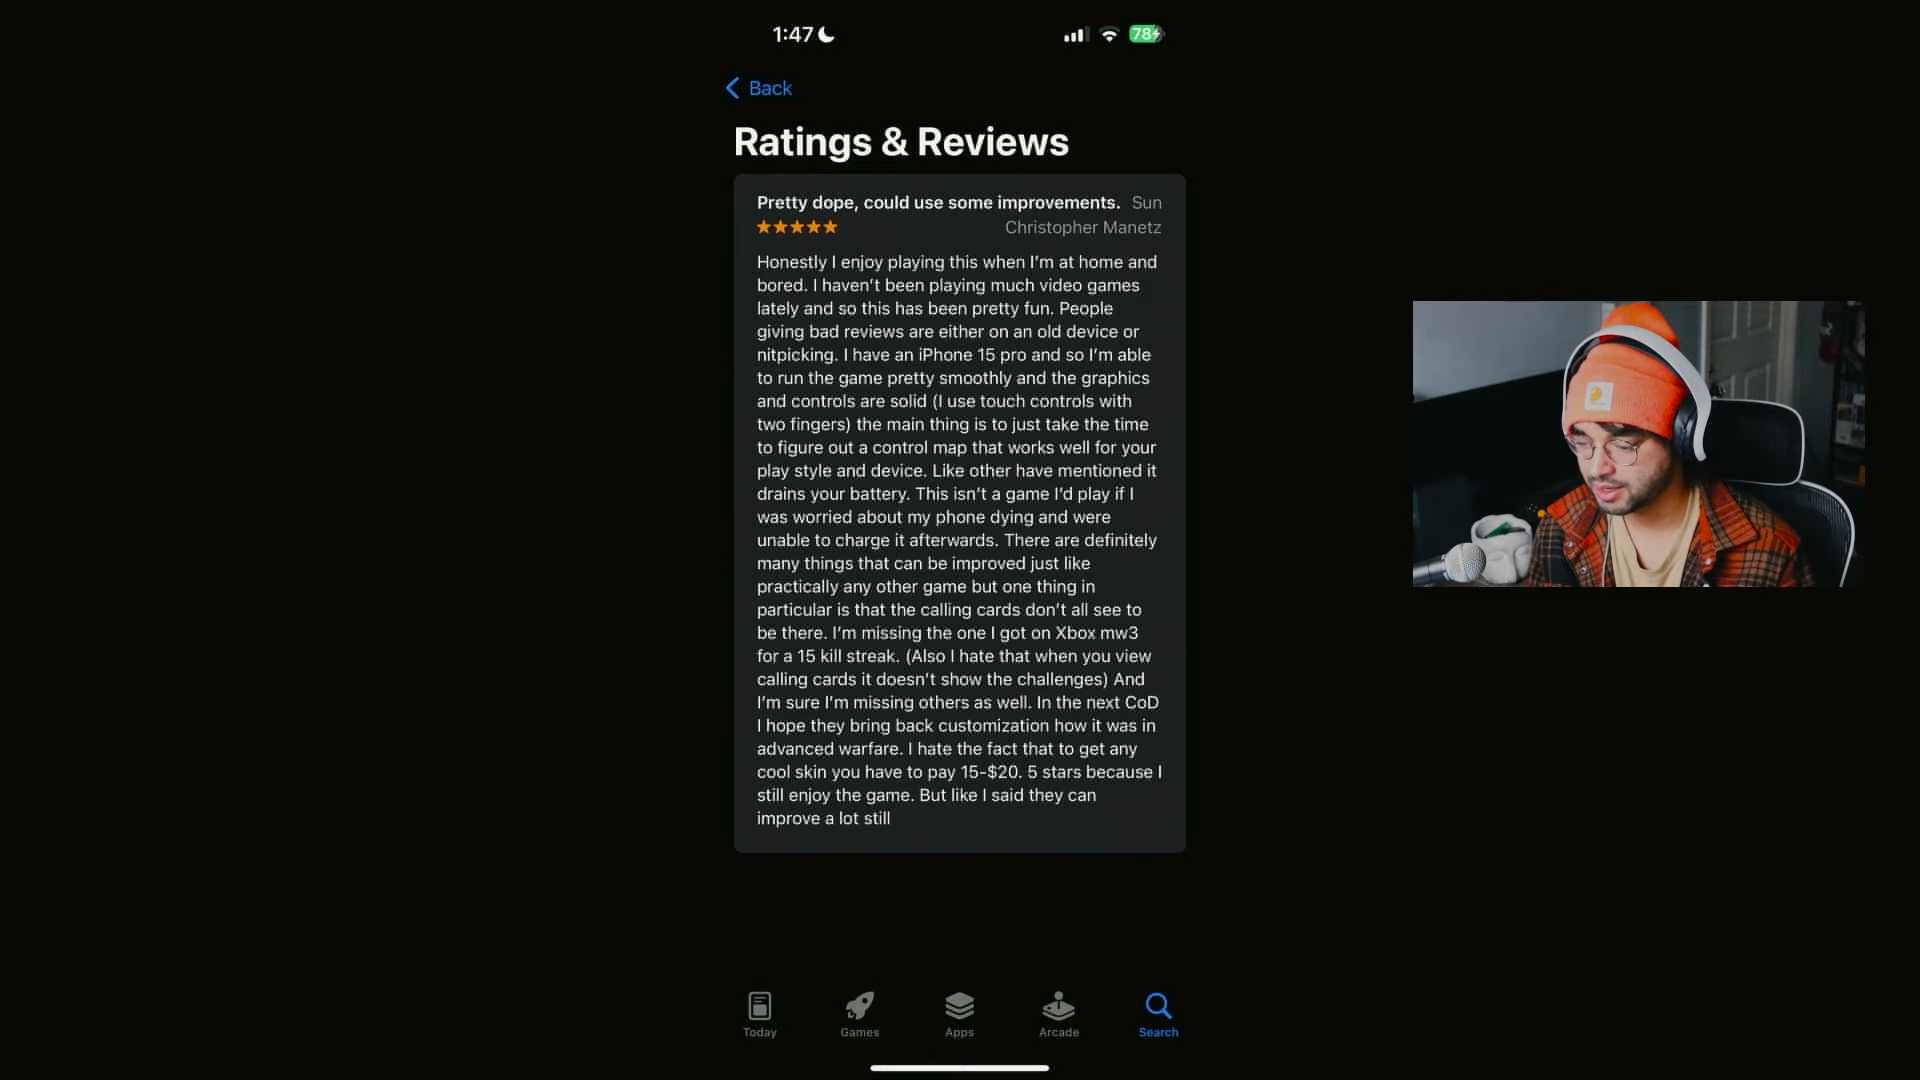 1:47
78
Back
Ratings & Reviews
Pretty dope, could use some improvements. Sun
Christopher Manetz
Honestly I enjoy playing this when I'm at home and
bored. I haven't been playing much video games
lately and so this has been pretty fun. People
giving bad reviews are either on an old device or
nitpicking. I have an iPhone 15 pro and so I'm able
to run the game pretty smoothly and the graphics
and controls are solid (I use touch controls with
two fingers) the main thing is to just take the time
to figure out a control map that works well for your
play style and device. Like other have mentioned it
drains your battery. This isn't a game I'd play if I
was worried about my phone dying and were
unable to charge it afterwards. There are definitely
many things that can be improved just like
practically any other game but one thing in
particular is that the calling cards don't all see to
be there. I'm missing the one I got on Xbox mw3
for a 15 kill streak. (Also I hate that when you view
calling cards it doesn't show the challenges) And
I'm sure I'm missing others as well. In the next CoD
I hope they bring back customization how it was in
advanced warfare. I hate the fact that to get any
cool skin you have to pay 15-$20. 5 stars because I
still enjoy the game. But like I said they can
improve a lot still
Today Games Apps Arcade Search